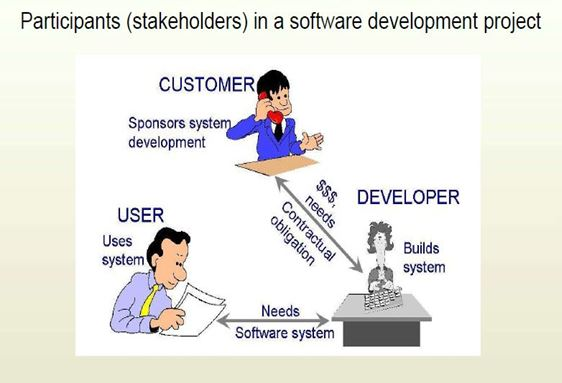 Participants (stakeholders) in a software development project
CUSTOMER
Sponsors system
development
$$$,
needs
Contractual
obligation
DEVELOPER
Builds
system
USER
Uses
system
Needs
Software system